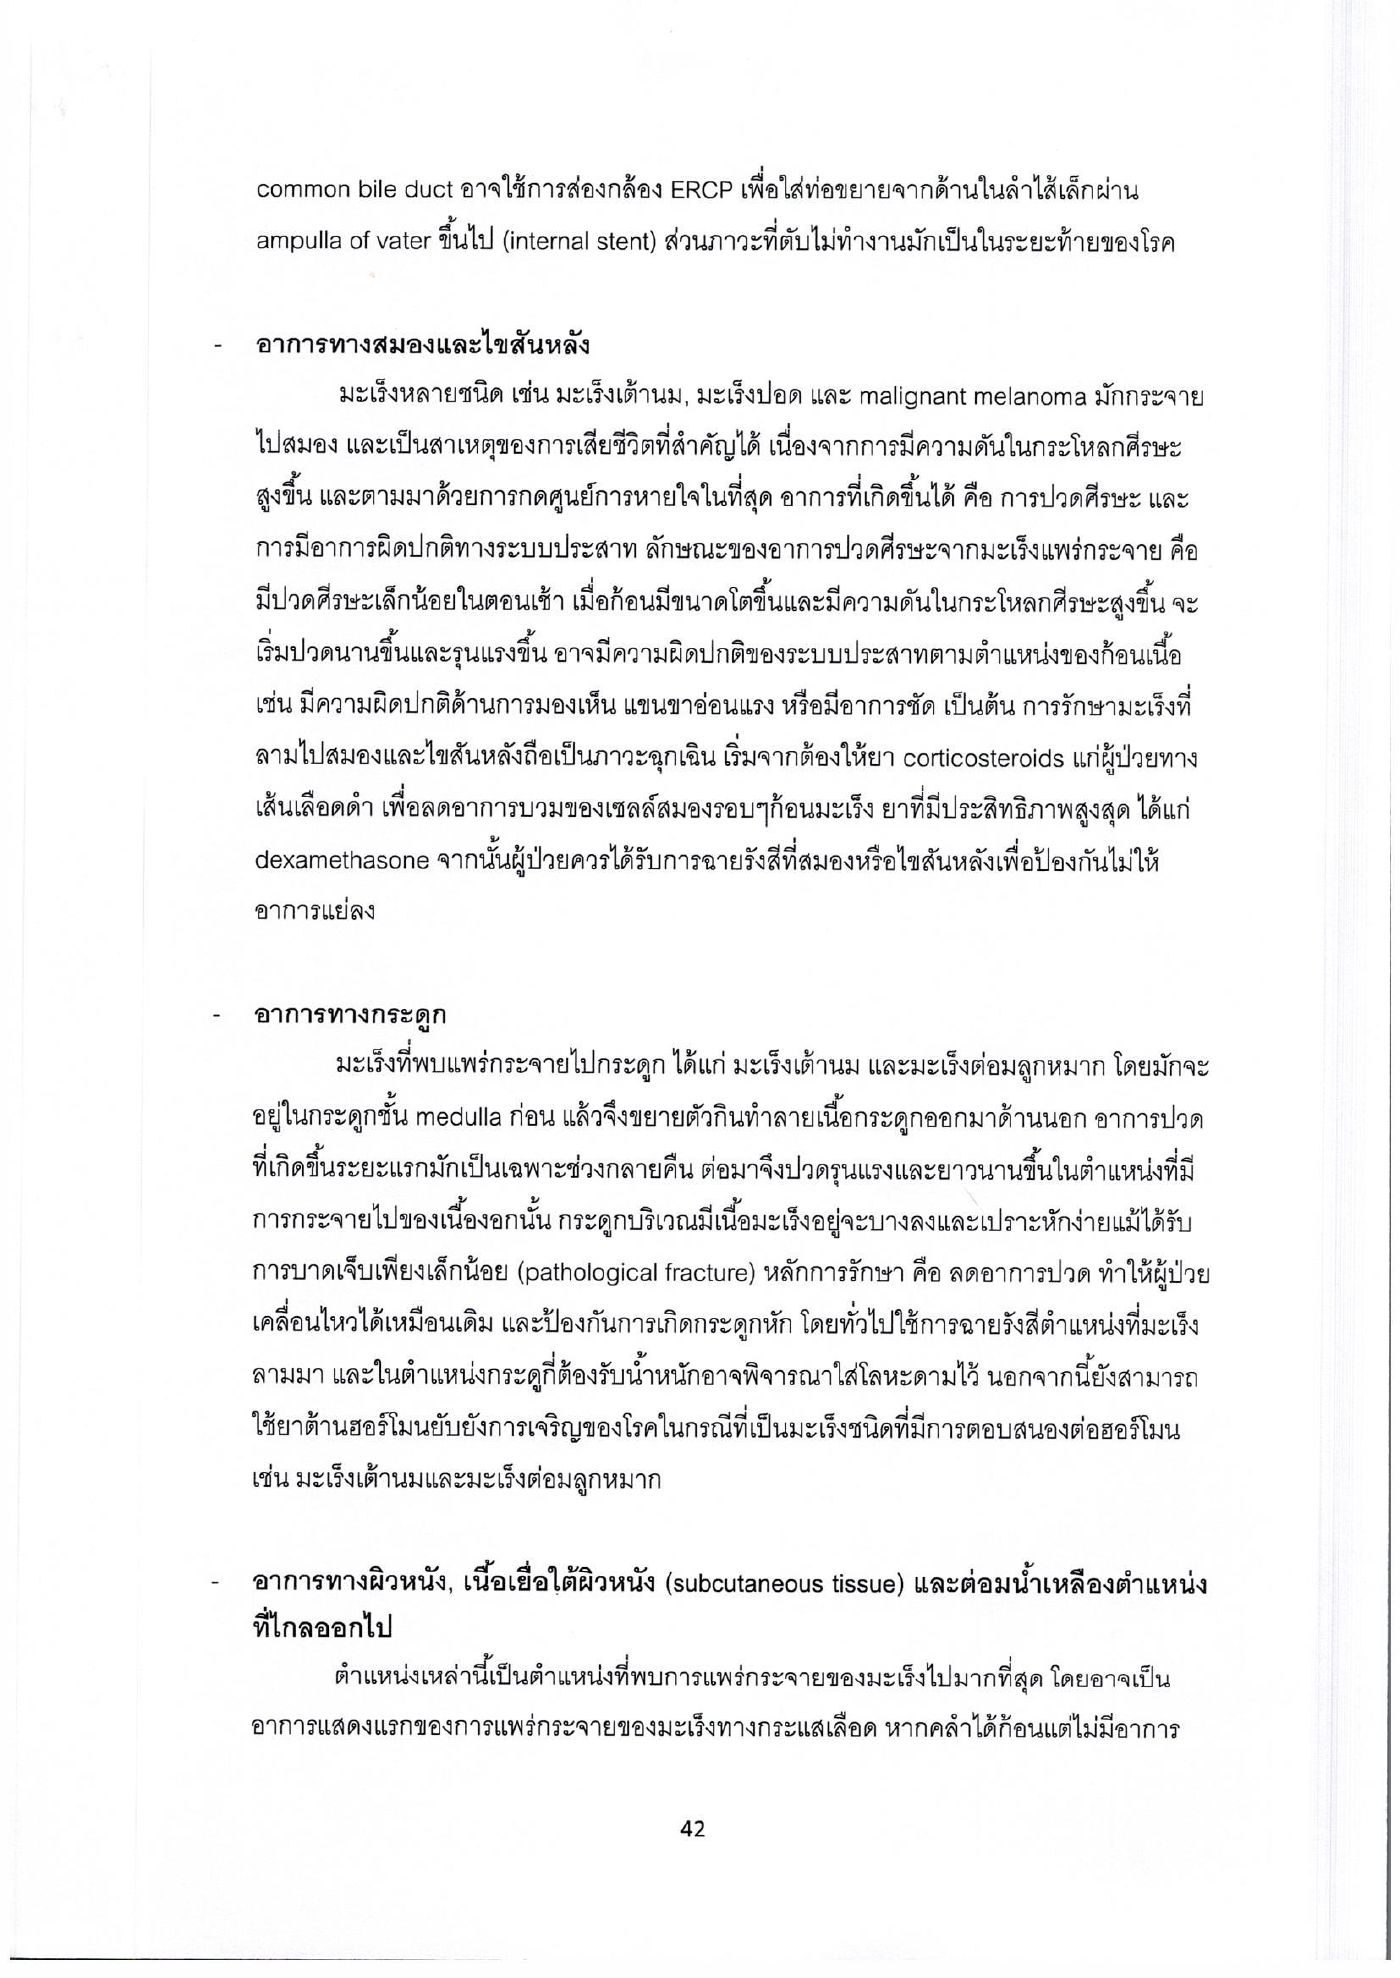 common bile duct อาจใช้การส่องกล้อง ERCP เพื่อใส่ท่อขยายจากด้านในลำไส้เล็กผ่าน
ampulla of vater ขึ้นไป (internal stent) ส่วนภาวะที่ตับไม่ทำงานมักเป็นในระยะท้ายของโรค
- อาการทางสมองและไขสันหลัง
มะเร็งหลายชนิด เช่น มะเร็งเต้านม, มะเร็งปอด และ malignant melanoma มักกระจาย
ไปสมอง และเป็นสาเหตุของการเสียชีวิตที่สำคัญได้ เนื่องจากการมีความดันในกระโหลกศีรษะ
สูงขึ้น และตามมาด้วยการกดศูนย์การหายใจในที่สุด อาการที่เกิดขึ้นได้ คือ การปวดศีรษะ และ
การมีอาการผิดปกติทางระบบประสาท ลักษณะของอาการปวดศีรษะจากมะเร็งแพร่กระจาย คือ
มีปวดศีรษะเล็กน้อยในตอนเช้า เมื่อก้อนมีขนาดโตขึ้นและมีความดันในกระโหลกศีรษะสูงขึ้น จะ
เริ่มปวดนานขึ้นและรุนแรงขึ้น อาจมีความผิดปกติของระบบประสาทตามตำแหน่งของก้อนเนื้อ
เช่น มีความผิดปกติด้านการมองเห็น แขนขาอ่อนแรง หรือมีอาการชัด เป็นต้น การรักษามะเร็งที่
ลามไปสมองและไขสันหลังถือเป็นภาวะฉุกเฉิน เริ่มจากต้องให้ยา corticosteroids แก่ผู้ป่วยทาง
เส้นเลือดดำ เพื่อลดอาการบวมของเซลล์สมองรอบๆก้อนมะเร็ง ยาที่มีประสิทธิภาพสูงสุด ได้แก่
dexamethasone จากนั้นผู้ป่วยควรได้รับการฉายรังสีที่สมองหรือไขสันหลังเพื่อป้องกันไม่ให้
อาการแย่ลง
- อาการทางกระดูก
มะเร็งที่พบแพร่กระจายไปกระดูก ได้แก่ มะเร็งเต้านม และมะเร็งต่อมลูกหมาก โดยมักจะ
อยู่ในกระดูกชั้น medulla ก่อน แล้วจึงขยายตัวกินทำลายเนื้อกระดูกออกมาด้านนอก อาการปวด
ที่เกิดขึ้นระยะแรกมักเป็นเฉพาะช่วงกลางคืน ต่อมาจึงปวดรุนแรงและยาวนานขึ้นในตำแหน่งที่มี
การกระจายไปของเนื้องอกนั้น กระดูกบริเวณมีเนื้อมะเร็งอยู่จะบางลงและเปราะหักง่ายแม้ได้รับ
การบาดเจ็บเพียงเล็กน้อย (pathological fracture) หลักการรักษา คือ ลดอาการปวด ทำให้ผู้ป่วย
เคลื่อนไหวได้เหมือนเดิม และป้องกันการเกิดกระดูกหัก โดยทั่วไปใช้การฉายรังสีตำแหน่งที่มะเร็ง
ลามมา และในตำแหน่งกระดูกี่ต้องรับน้ำหนักอาจพิจารณาใส่โลหะดามไว้ นอกจากนี้ยังสามารถ
ใช้ยาต้านฮอร์โมนยับยังการเจริญของโรคในกรณีที่เป็นมะเร็งชนิดที่มีการตอบสนองต่อฮอร์โมน
เช่น มะเร็งเต้านมและมะเร็งต่อมลูกหมาก
- อาการทางผิวหนัง, เนื้อเยื่อใต้ผิวหนัง (subcutaneous tissue) และต่อมน้ำเหลืองตำแหน่ง
ที่ไกลออกไป
ตำแหน่งเหล่านี้เป็นตำแหน่งที่พบการแพร่กระจายของมะเร็งไปมากที่สุด โดยอาจเป็น
อาการแสดงแรกของการแพร่กระจายของมะเร็งทางกระแสเลือด หากคลำได้ก้อนแต่ไม่มีอาการ
42